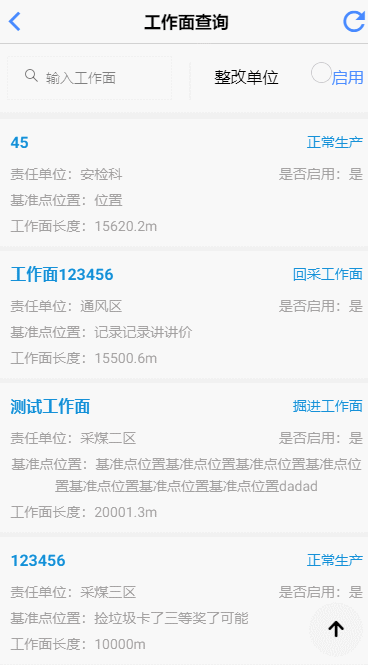 工作面查询
输入工作面
整改单位
启用
45 正常生产
责任单位：安检科 是否启用：是
基准点位置：位置
工作面长度：15620.2m
工作面123456 回采工作面
责任单位：通风区 是否启用：是
基准点位置：记录记录讲讲价
工作面长度：15500.6m
测试工作面 掘进工作面
责任单位：采煤二区 是否启用：是
基准点位置：基准点位置基准点位置基准点位置基准点位
置基准点位置基准点位置基准点位置dadad
工作面长度：20001.3m
123456 正常生产
责任单位：采煤三区 是否启用：是
基准点位置：捡垃圾卡了三等奖了可能
工作面长度：10000m